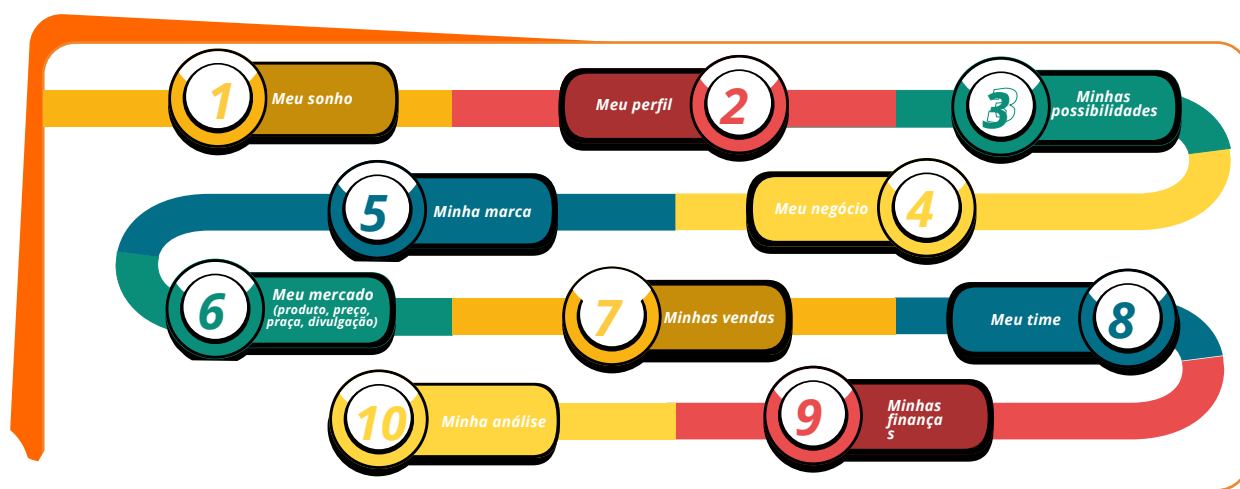 1
Meu sonho
Meu perfil
2
3
Minhas
possibilidades
Meu negócio
4
5
Minha marca
6
Meu mercado
(produto, preço,
praça, divulgação)
7
Minhas vendas
Meu time
8
9
Minhas
finança
s
10
Minha análise